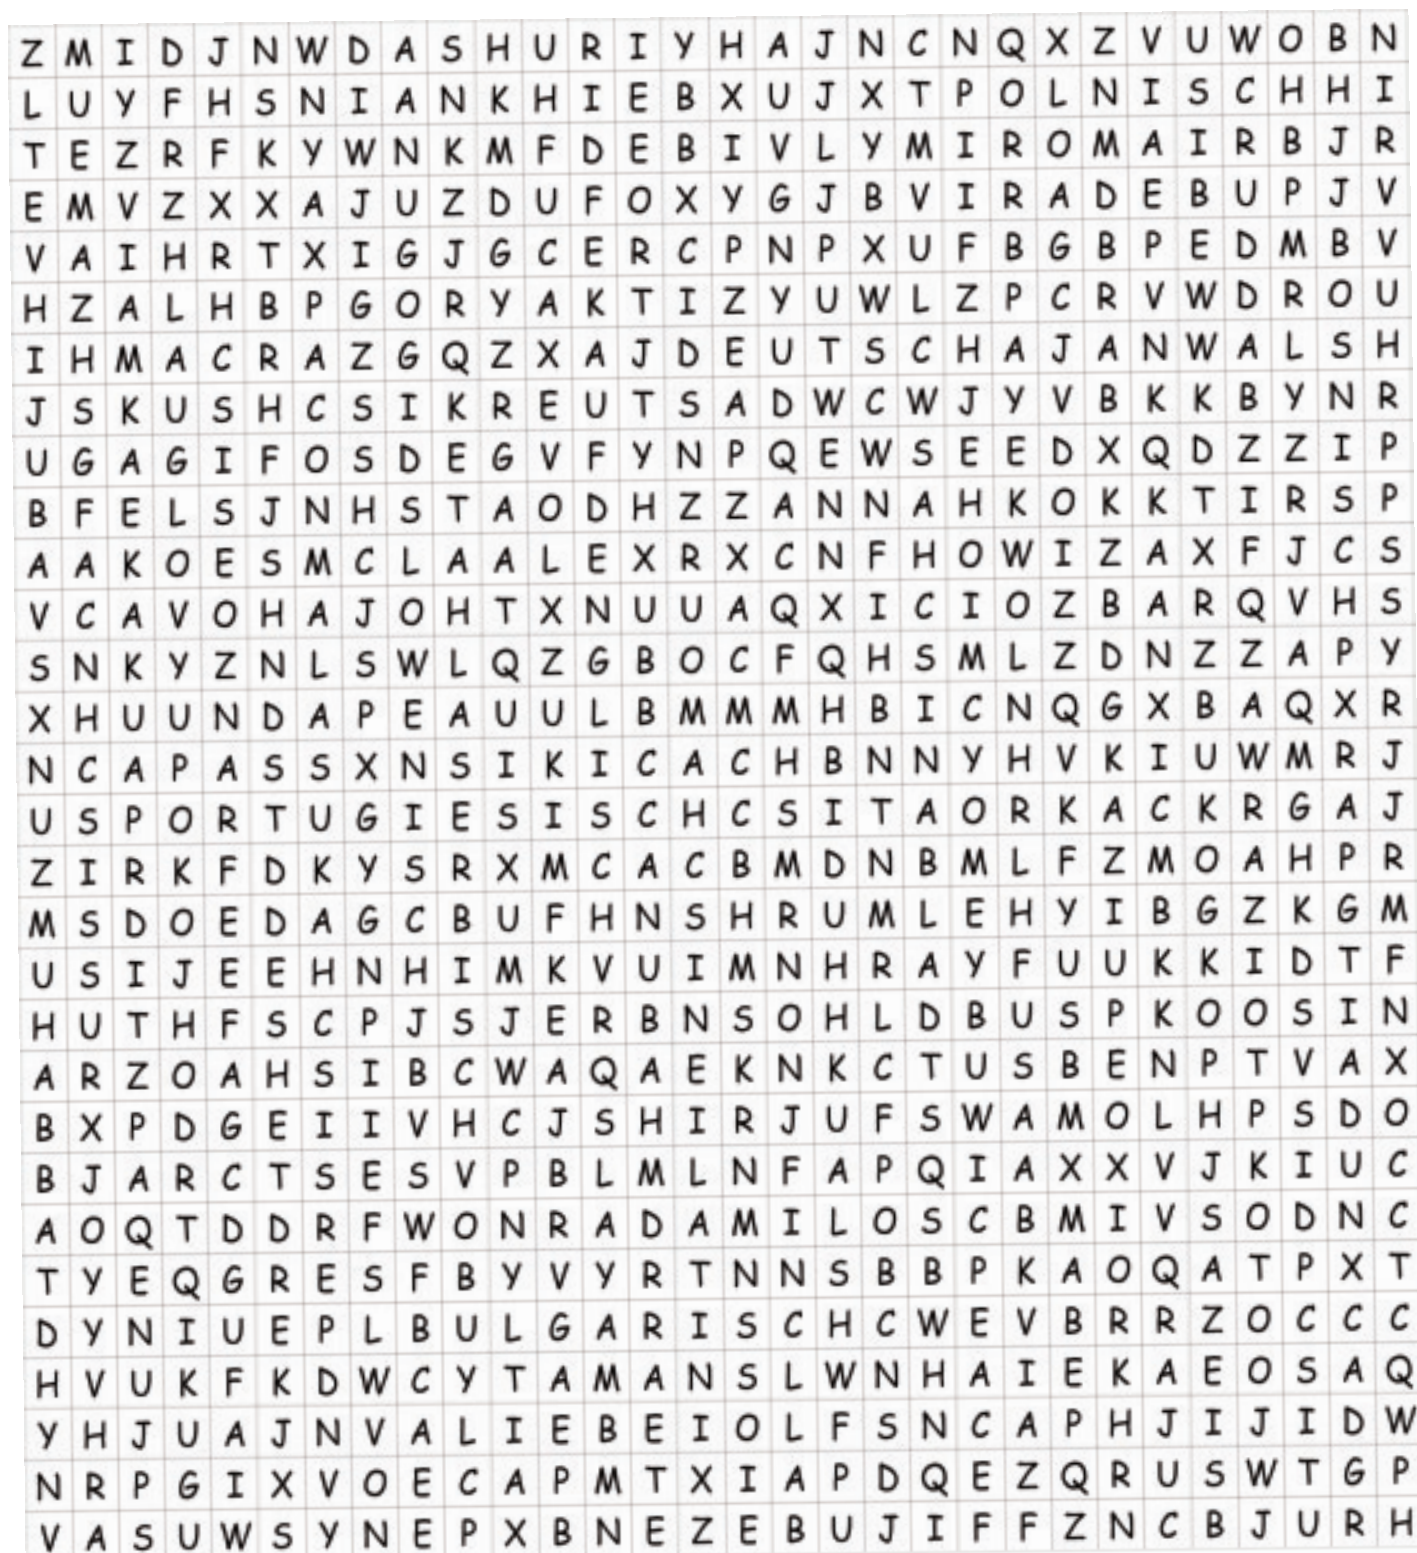 Z M I D J N W D A S H U R I Y H A J N C N Q X Z V U W O B N
L U Y F H S N I A N K H I E B X U J X T P O L N I S C H H I
T E Z R F K Y W N K M F D E B I V L Y M I R O M A I R B J R
E M V Z X X A J U Z D U F O X Y G J B V I R A D E B U P J V
V A I H R T X I G J G C E R C P N P X U F B G B P E D M B V
H Z A L H B P G O R Y A K T I Z Y U W L Z P C R V W D R O U
I H M A C R A Z G Q Z X A J D E U T S C H A J A N W A L S H
J S K U S H C S I K R E U T S A D W C W J Y V B K K B Y N R
U G A G I F O S D E G V F Y N P Q E W S E E D X Q D Z Z I P
B F E L S J N H S T A O D H Z Z A N N A H K O K K T I R S P
A A K O E S M C L A A L E X R X C N F H O W I Z A X F J C S
V C A V O H A J O H T X N U U A Q X I C I O Z B A R Q V H S
S N K Y Z N L S W L Q Z G B O C F Q H S M L Z D N Z Z A P Y
X H U U N D A P E A U U L B M M M H B I C N Q G X B A Q X R
N C A P A S S X N S I K I C A C H B N N Y H V K I U W M R J
U S P O R T U G I E S I S C H C S I T A O R K A C K R G A J
Z I R K F D K Y S R X M C A C B M D N B M L F Z M O A H P R
M S D O E D A G C B U F H N S H R U M L E H Y I B G Z K G M
U S I J E E H N H I M K V U I M N H R A Y F U U K K I D T F
H U T H F S C P J S J E R B N S O H L D B U S P K O O S I N
A R Z O A H S I B C W A Q A E K N K C T U S B E N P T V A X
B X P D G E I I V H C J S H I R J U F S W A M O L H P S D O
B J A R C T S E S V P B L M L N F A P Q I A X X V J K I U C
A O Q T D D R F W O N R A D A M I L O S C B M I V S O D N C
T Y E Q G R E S F B Y V Y R T N N S B B P K A O Q A T P X T
D Y N I U E P L B U L G A R I S C H C W E V B R R Z O C C C
H V U K F K D W C Y T A M A N S L W N H A I E K A E O S A Q
Y H J U A J N V A L I E B E I O L F S N C A P H J I J I D W
N R P G I X V O E C A P M T X I A P D Q E Z Q R U S W T G P
V A S U W S Y N E P X B N E Z E B U J I F F Z N C B J U R H